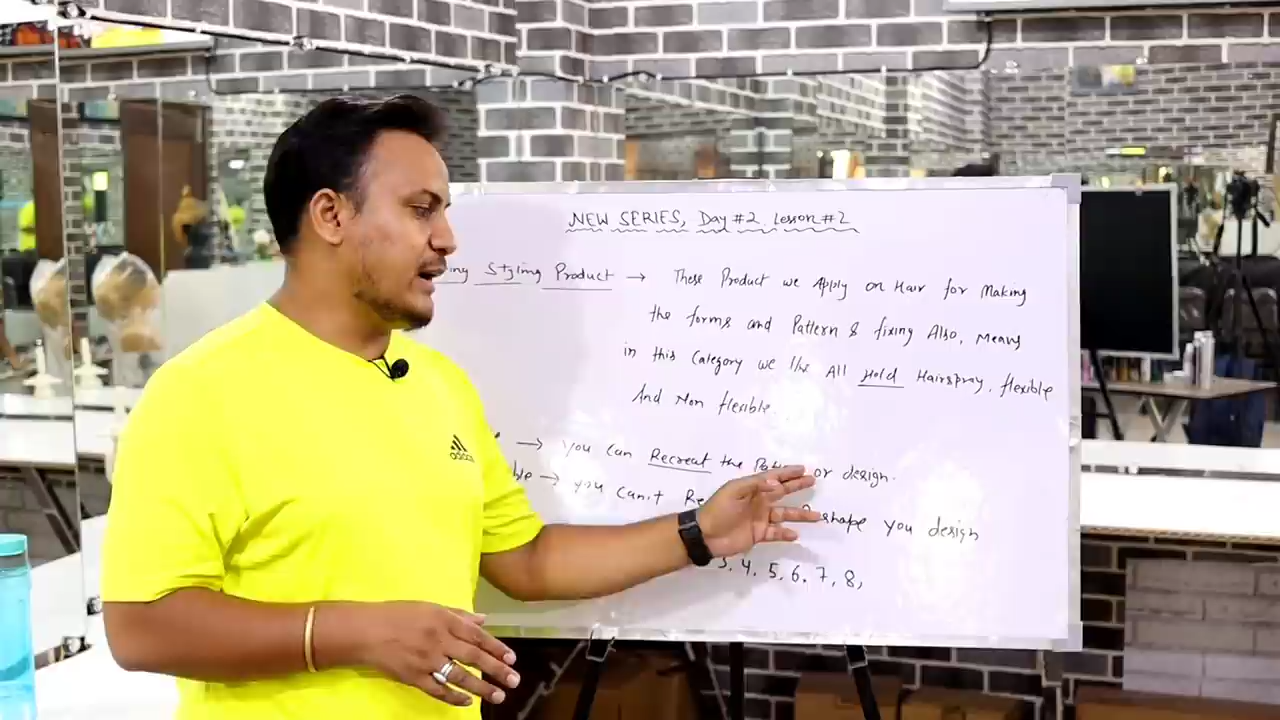 NEW SERIES, Day #2 Lesson #2
Styling Product → These Product we Apply on Hair for Making
the forms and Pattern & fixing Also, Means
in this Category we Use All Hold Hairspray, flexible
And Non flexible.
→ you can Recreat the or design.
→ you can't
shape you design
3, 4, 5, 6, 7, 8,
adidas